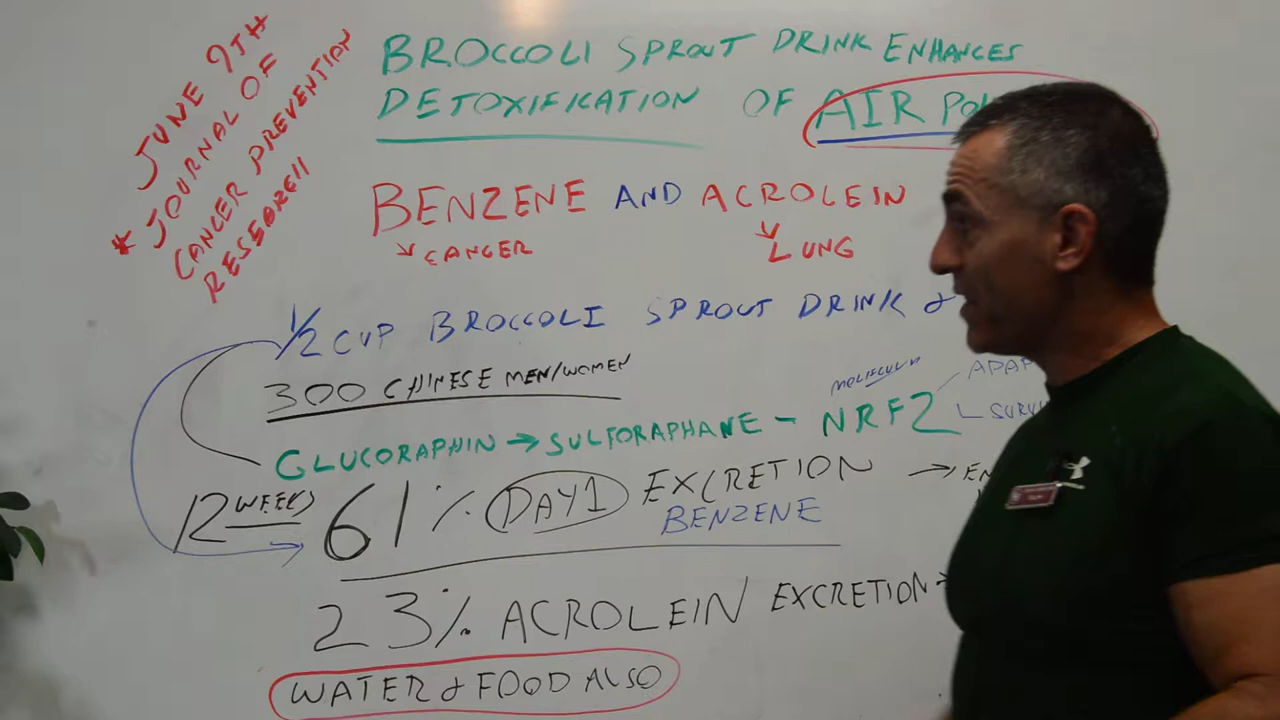 JUNE 9TH
* JOURNAL OF
CANCER PREVENTION
RESEARCH
BROCCOLI SPROUT DRINK ENHANCES
DETOXIFICATION OF AIR
BENZENE AND ACROLEIN
CANCER
LUNG
1/2 CUP BROCCOLI SPROUT DRINK &
300 CHINESE MEN/WOMEN
GLUCORAPHIN → SULFORAPHANE - NRF2
12 WEEKS
61% DAY1 EXCRETION
BENZENE
23% ACROLEIN EXCRETION →
WATER & FOOD ALSO